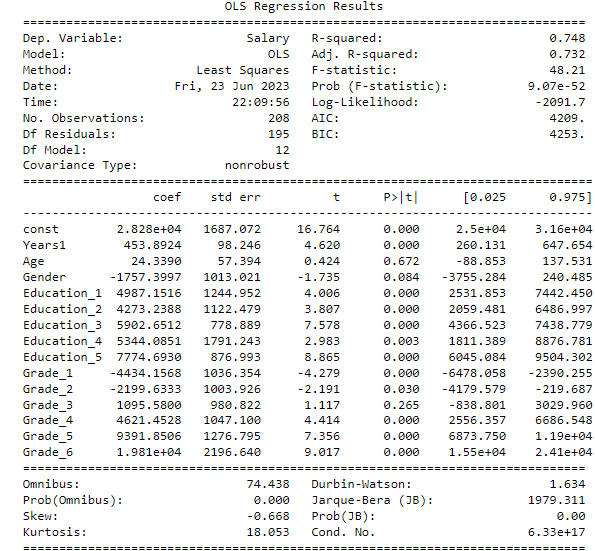 OLS Regression Results
==============================================================================
Dep. Variable: Salary R-squared: 0.748
Model: OLS Adj. R-squared: 0.732
Method: Least Squares F-statistic: 48.21
Date: Fri, 23 Jun 2023 Prob (F-statistic): 9.07e-52
Time: 22:09:56 Log-Likelihood: -2091.7
No. Observations: 208 AIC: 4209.
Df Residuals: 195 BIC: 4253.
Df Model: 12
Covariance Type: nonrobust
==============================================================================
coef std err t P>|t| [0.025 0.975]
------------------------------------------------------------------------------
const 2.828e+04 1687.072 16.764 0.000 2.5e+04 3.16e+04
Years1 453.8924 98.246 4.620 0.000 260.131 647.654
Age 24.3390 57.394 0.424 0.672 -88.853 137.531
Gender -1757.3997 1013.021 -1.735 0.084 -3755.284 240.485
Education_1 4987.1516 1244.952 4.006 0.000 2531.853 7442.450
Education_2 4273.2388 1122.479 3.807 0.000 2059.481 6486.997
Education_3 5902.6512 778.889 7.578 0.000 4366.523 7438.779
Education_4 5344.0851 1791.243 2.983 0.003 1811.389 8876.781
Education_5 7774.6930 876.993 8.865 0.000 6045.084 9504.302
Grade_1 -4434.1568 1036.354 -4.279 0.000 -6478.058 -2390.255
Grade_2 -2199.6333 1003.926 -2.191 0.030 -4179.579 -219.687
Grade_3 1095.5800 980.822 1.117 0.265 -838.801 3029.960
Grade_4 4621.4528 1047.100 4.414 0.000 2556.357 6686.548
Grade_5 9391.8506 1276.795 7.356 0.000 6873.750 1.19e+04
Grade_6 1.981e+04 2196.640 9.017 0.000 1.55e+04 2.41e+04
==============================================================================
Omnibus: 74.438 Durbin-Watson: 1.634
Prob(Omnibus): 0.000 Jarque-Bera (JB): 1979.311
Skew: -0.668 Prob(JB): 0.00
Kurtosis: 18.053 Cond. No. 6.33e+17
==============================================================================